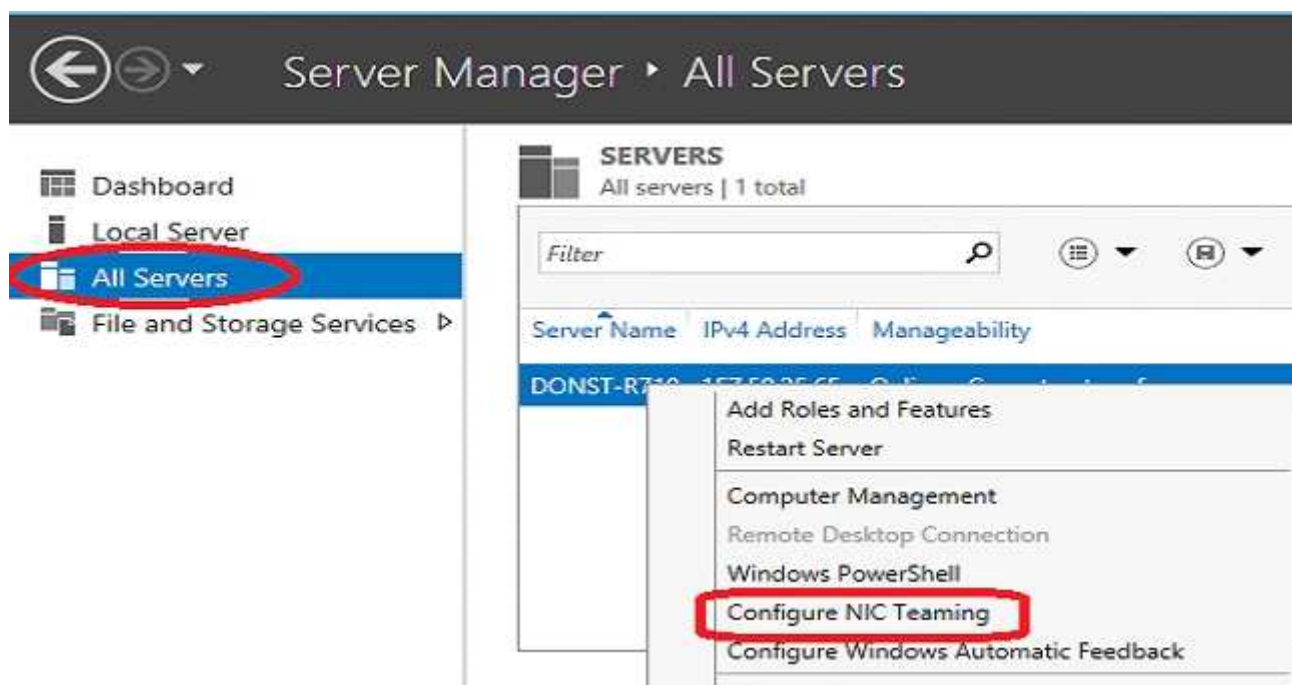 Server Manager ‣ All Servers
Dashboard
Local Server
All Servers
File and Storage Services
SERVERS
All servers | 1 total
Filter
Server Name IPv4 Address Manageability
Add Roles and Features
Restart Server
Computer Management
Remote Desktop Connection
Windows PowerShell
Configure NIC Teaming
Configure Windows Automatic Feedback